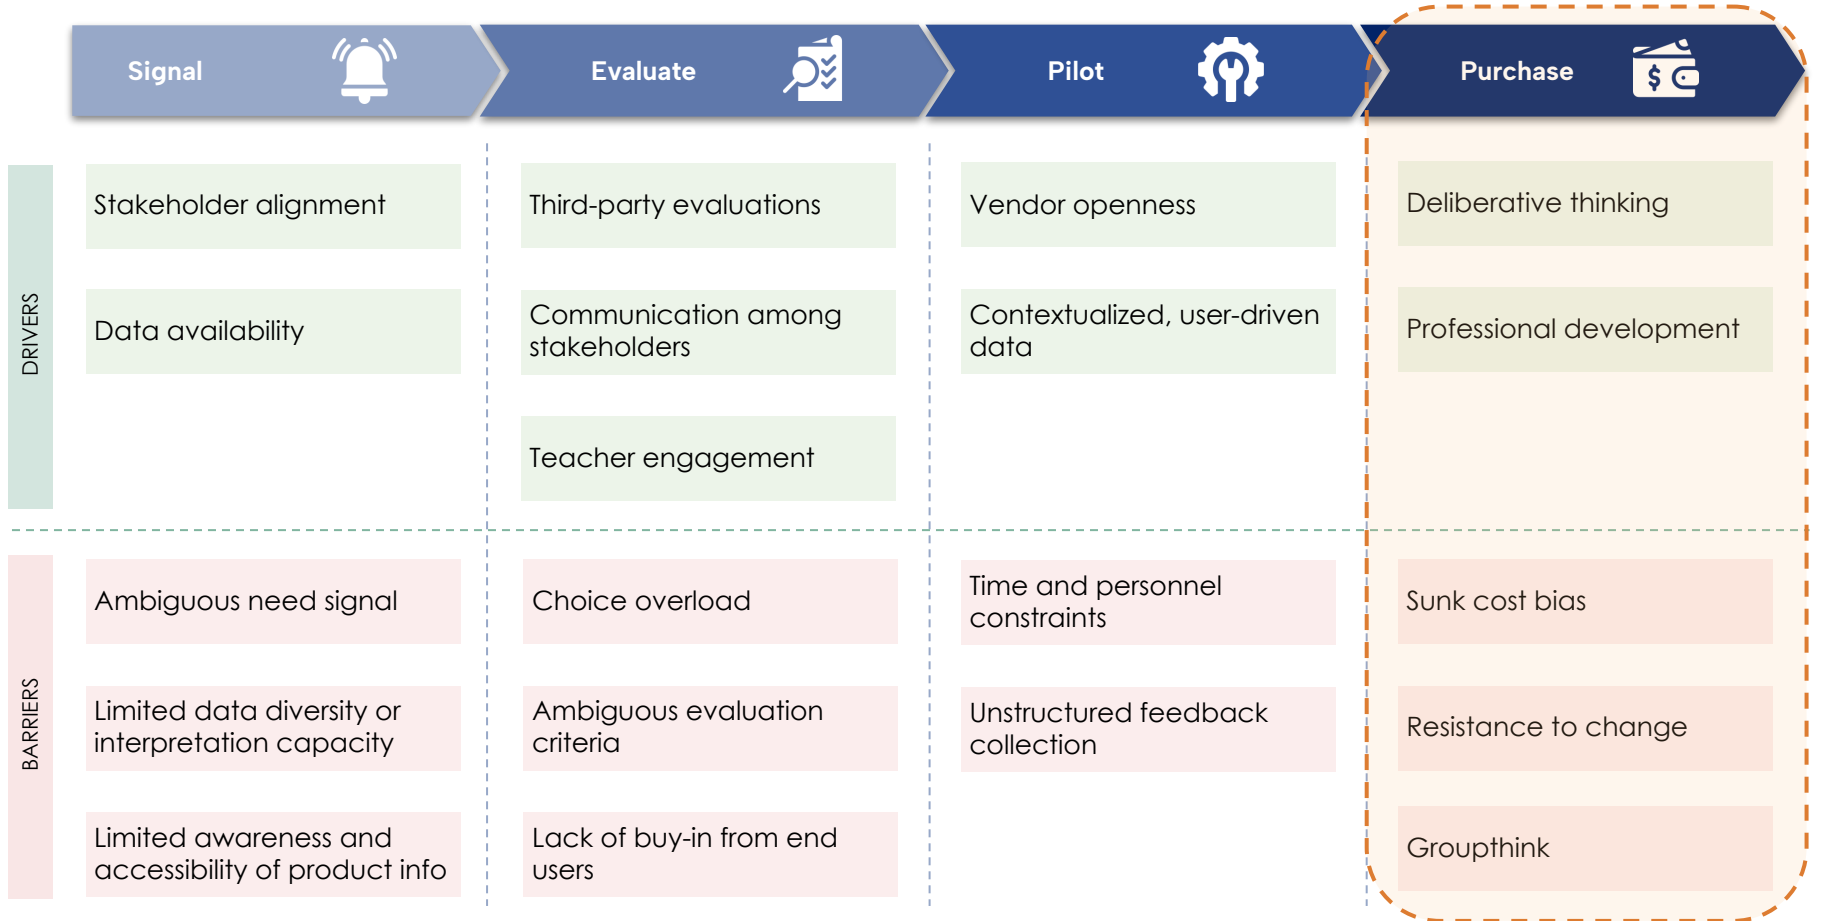 Signal
Evaluate
Pilot
Purchase
$
DRIVERS
Stakeholder alignment
Third-party evaluations
Vendor openness
Deliberative thinking
Data availability
Communication among
stakeholders
Contextualized, user-driven
data
Professional development
Teacher engagement
BARRIERS
Ambiguous need signal
Choice overload
Time and personnel
constraints
Sunk cost bias
Limited data diversity or
interpretation capacity
Ambiguous evaluation
criteria
Unstructured feedback
collection
Resistance to change
Limited awareness and
accessibility of product info
Lack of buy-in from end
users
Groupthink